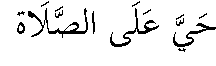 حَيَّ عَلَى الصَّلَاة